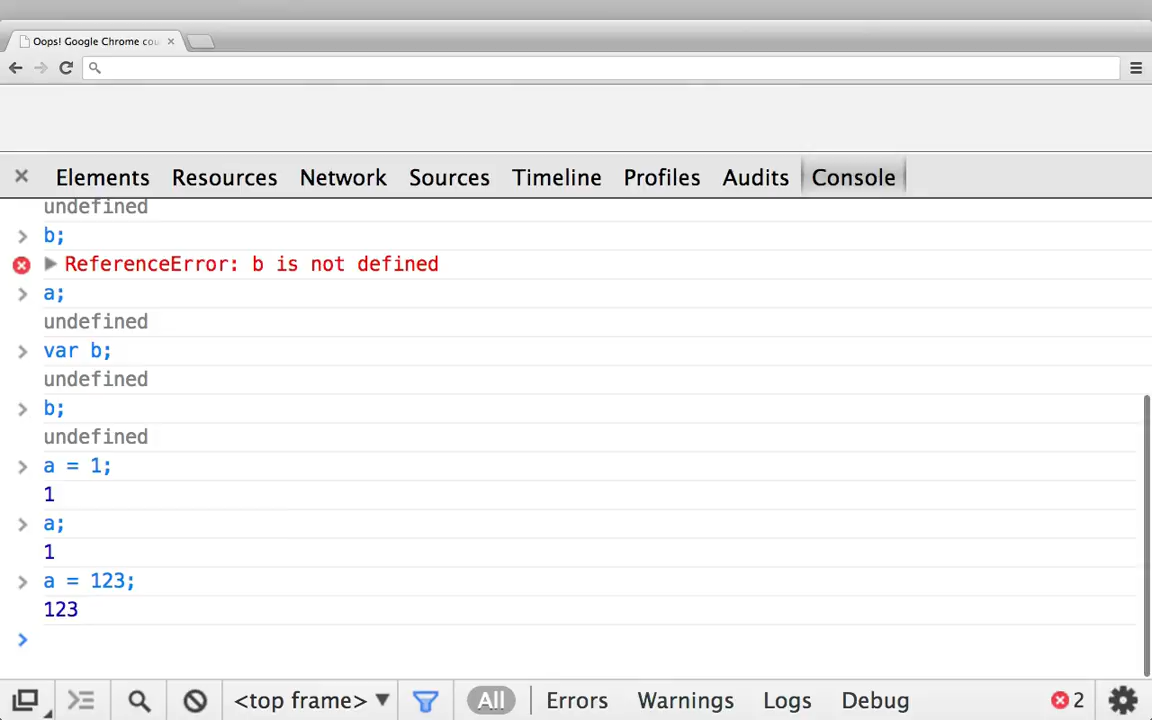 Oops! Google Chrome cou
Elements Resources Network Sources Timeline Profiles Audits Console
undefined
b;
ReferenceError: b is not defined
a;
undefined
var b;
undefined
b;
undefined
a = 1;
1
a;
1
a = 123;
123
<top frame> All Errors Warnings Logs Debug 2